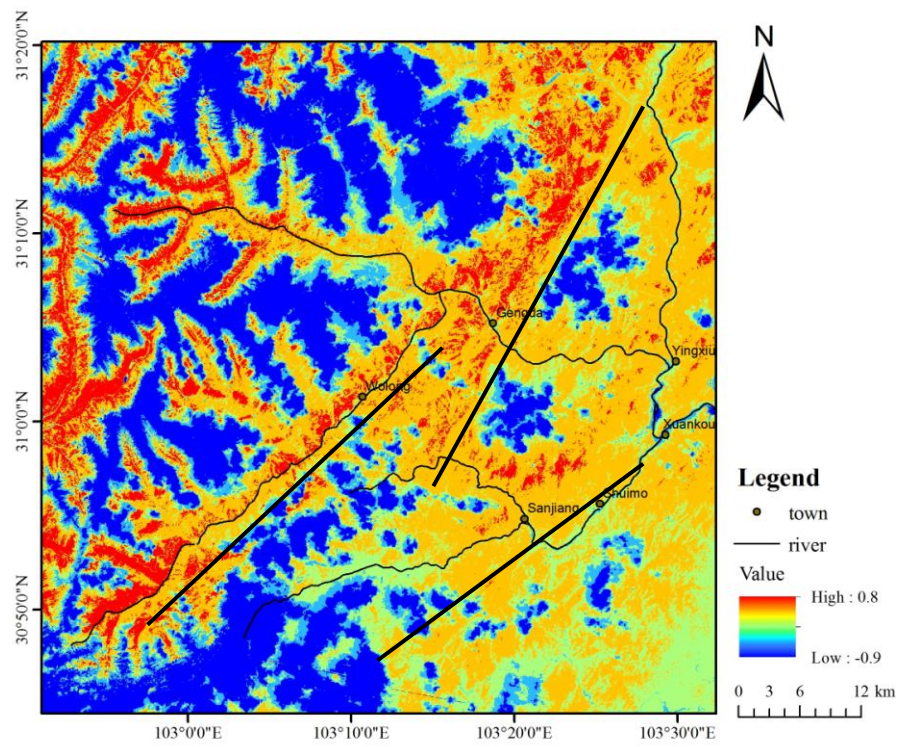 N
31°20'0"N
31°10'0"N
31°0'0"N
30°50'0"N
Gengda
Yingxiu
Wolong
Xuankou
Shuimo
Sanjiang
103°0'0"E
103°10'0"E
103°20'0"E
103°30'0"E
Legend
town
river
Value
High : 0.8
Low : -0.9
0 3 6 12 km